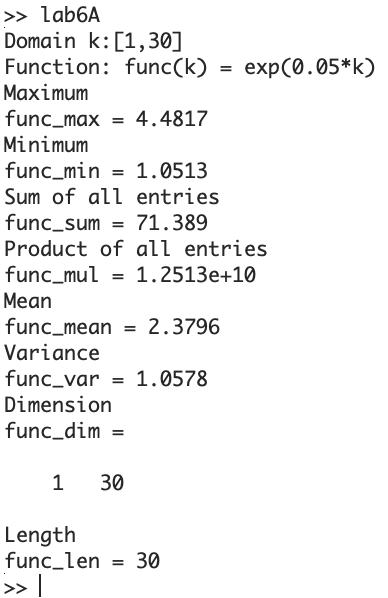 >> lab6A
Domain k:[1,30]
Function: func(k) = exp(0.05*k)
Maximum
func_max = 4.4817
Minimum
func_min = 1.0513
Sum of all entries
func_sum = 71.389
Product of all entries
func_mul = 1.2513e+10
Mean
func_mean = 2.3796
Variance
func_var = 1.0578
Dimension
func_dim =
1 30
Length
func_len = 30
>>